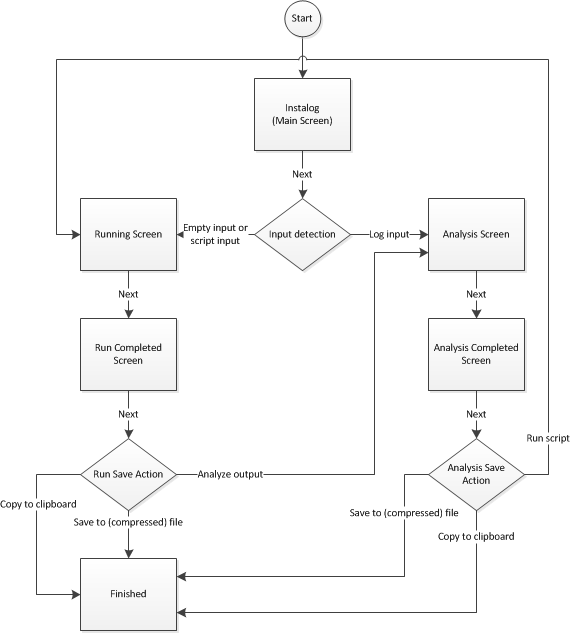 Start
Instalog
(Main Screen)
Next
Empty input or
script input
Input detection
Log input
Running Screen
Analysis Screen
Next
Next
Run Completed
Screen
Analysis Completed
Screen
Next
Next
Run script
Run Save Action
Analyze output
Analysis Save
Action
Copy to clipboard
Save to (compressed) file
Save to (compressed) file
Copy to clipboard
Finished